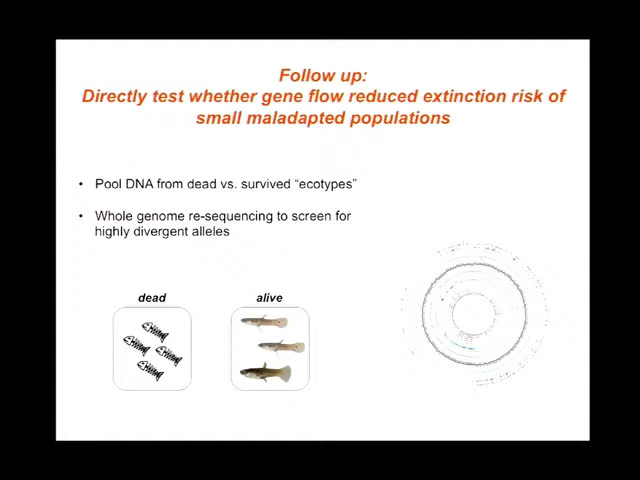 Follow up:
Directly test whether gene flow reduced extinction risk of
small maladapted populations
• Pool DNA from dead vs. survived “ecotypes”
• Whole genome re-sequencing to screen for
highly divergent alleles
dead alive